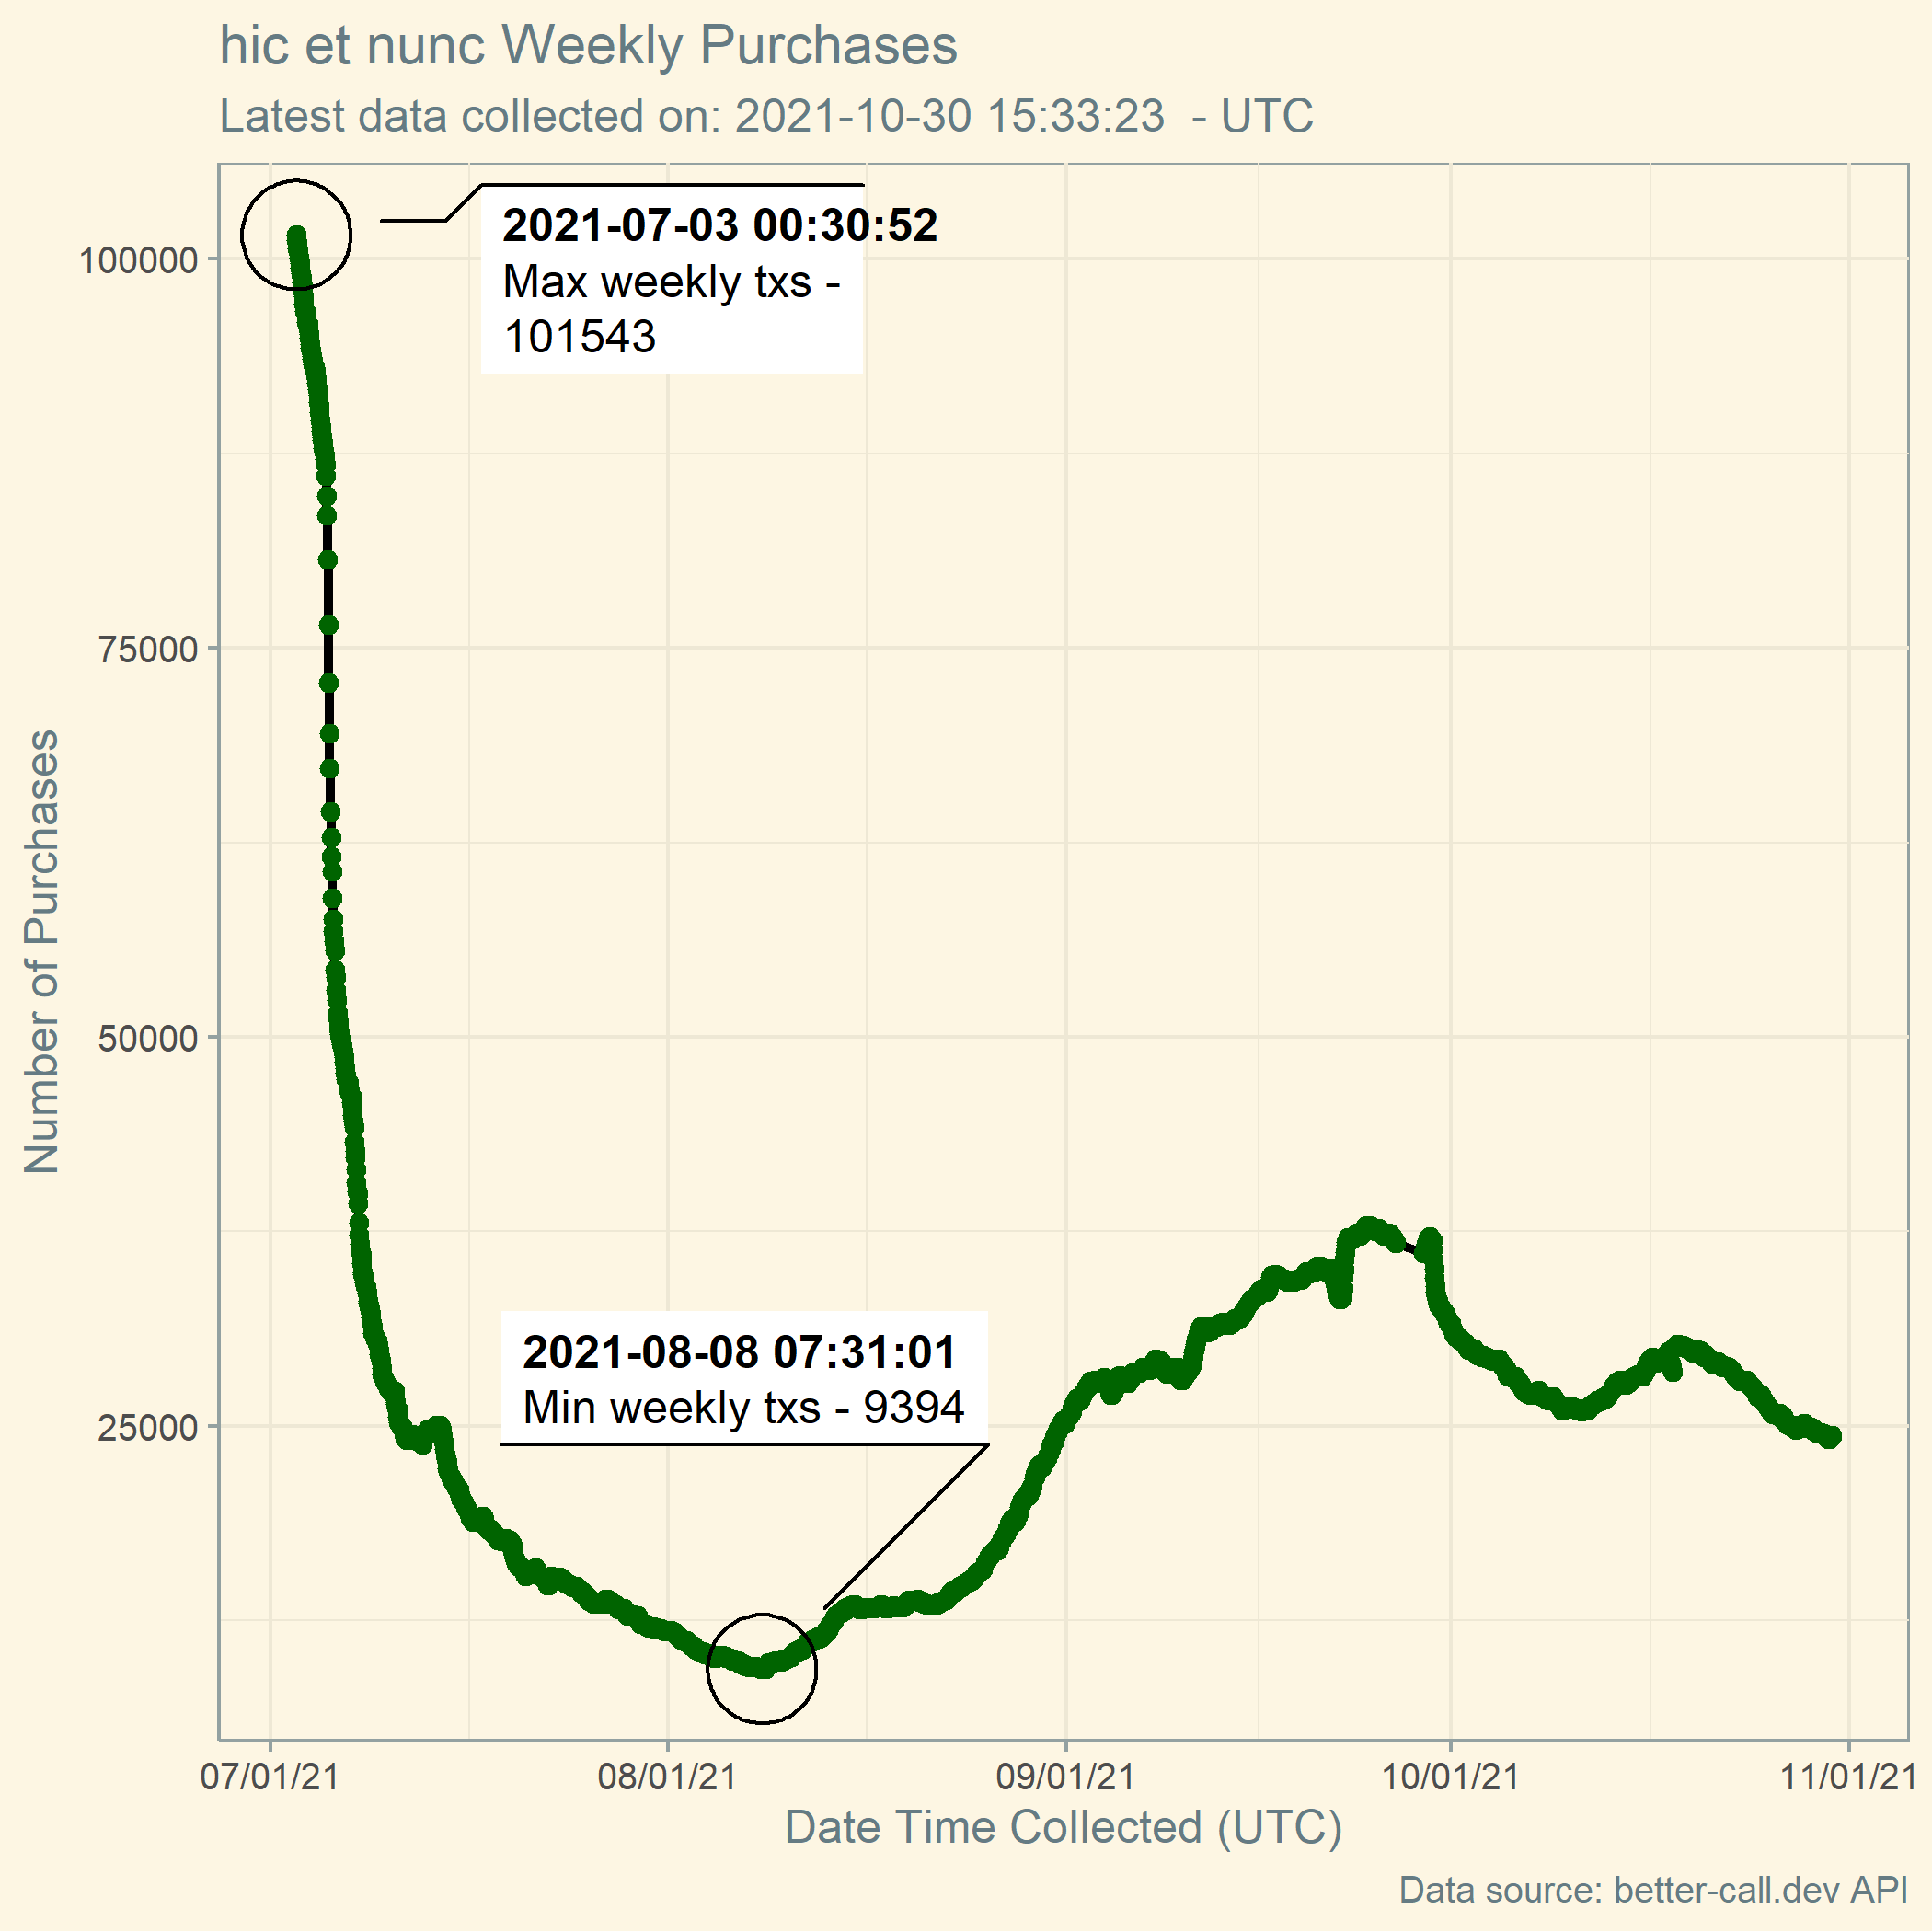 hic et nunc Weekly Purchases
Latest data collected on: 2021-10-30 15:33:23  - UTC
2021-07-03 00:30:52
Max weekly txs -
101543
100000
75000
50000
25000
Number of Purchases
2021-08-08 07:31:01
Min weekly txs - 9394
07/01/21 08/01/21 09/01/21 10/01/21 11/01/21
Date Time Collected (UTC)
Data source: better-call.dev API